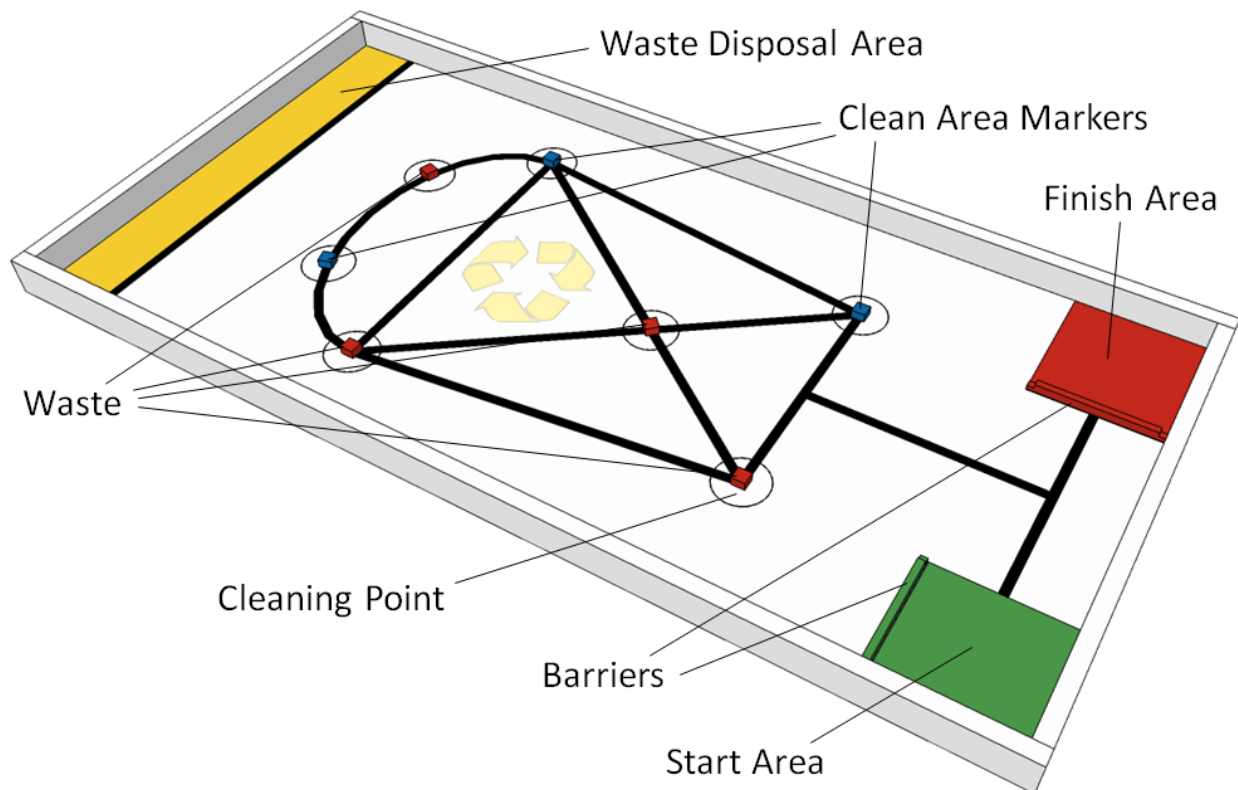 Waste Disposal Area
Clean Area Markers
Finish Area
Waste
Cleaning Point
Barriers
Start Area